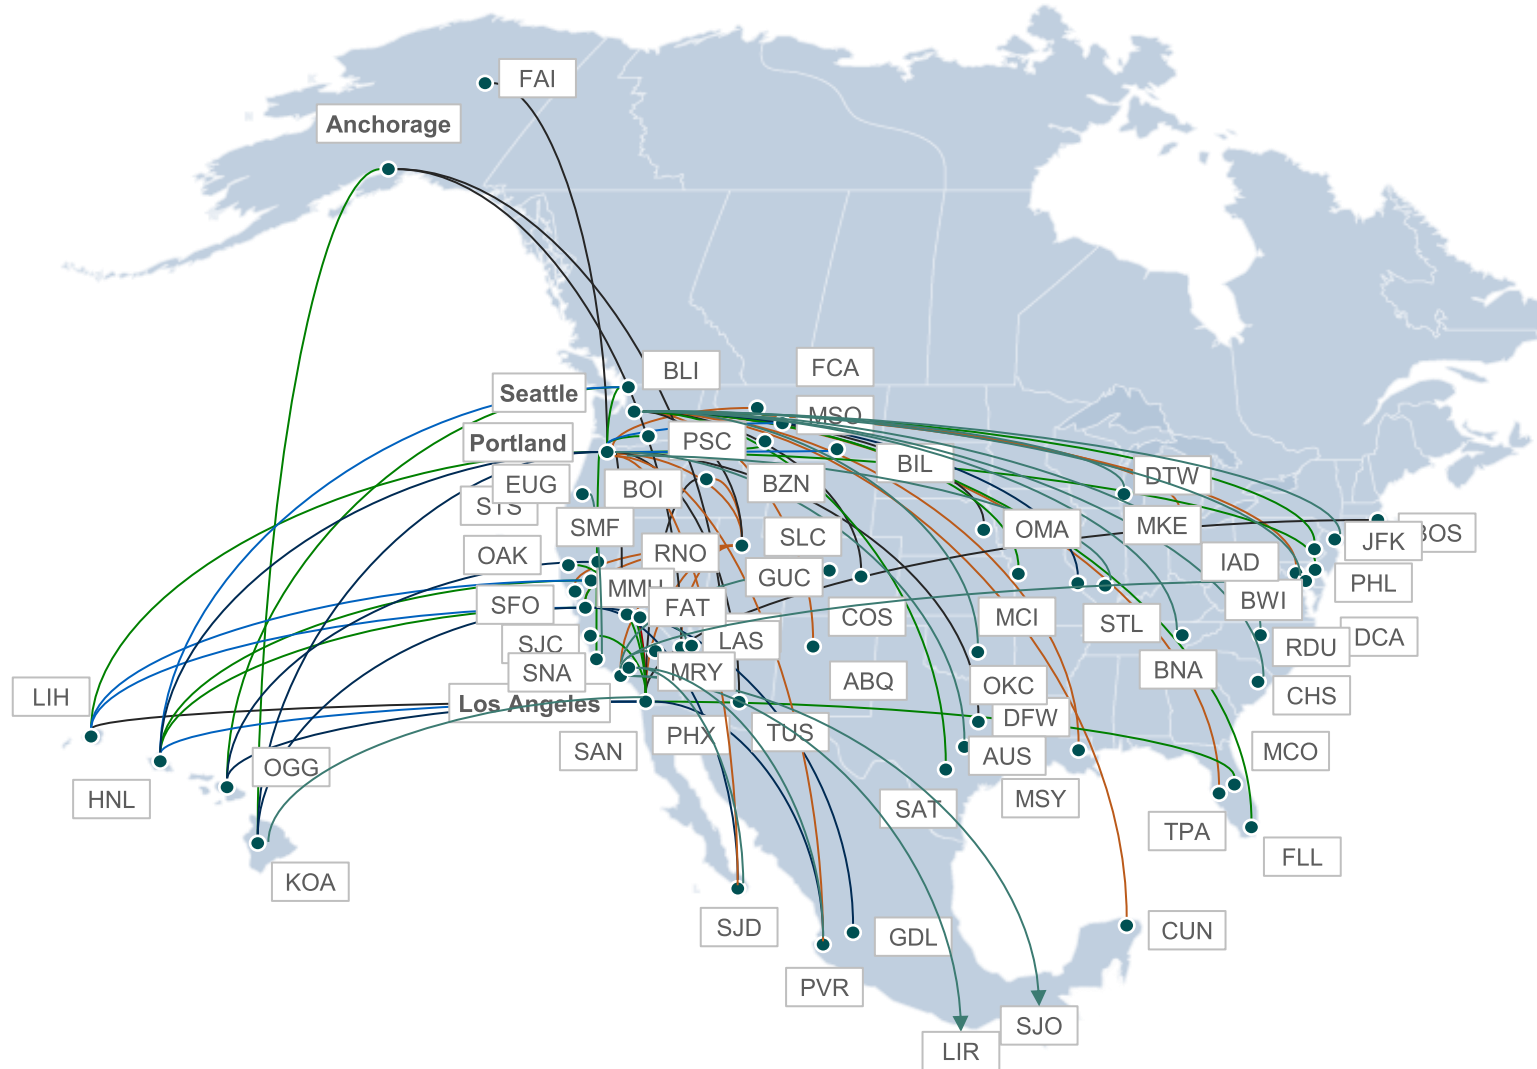 FAI
Anchorage
BLI
FCA
Seattle
MSO
Portland
PSC
BIL
DTW
EUG
STS
BOI
BZN
SMF
OMA
MKE
SLC
JFK
BOS
OAK
RNO
IAD
GUC
PHL
MMH
SFO
FAT
BWI
COS
MCI
STL
SJC
LAS
RDU
DCA
SNA
MRY
BNA
ABQ
OKC
CHS
LIH
Los Angeles
DFW
PHX
TUS
SAN
AUS
MCO
OGG
HNL
MSY
SAT
TPA
FLL
KOA
SJD
GDL
CUN
PVR
SJO
LIR